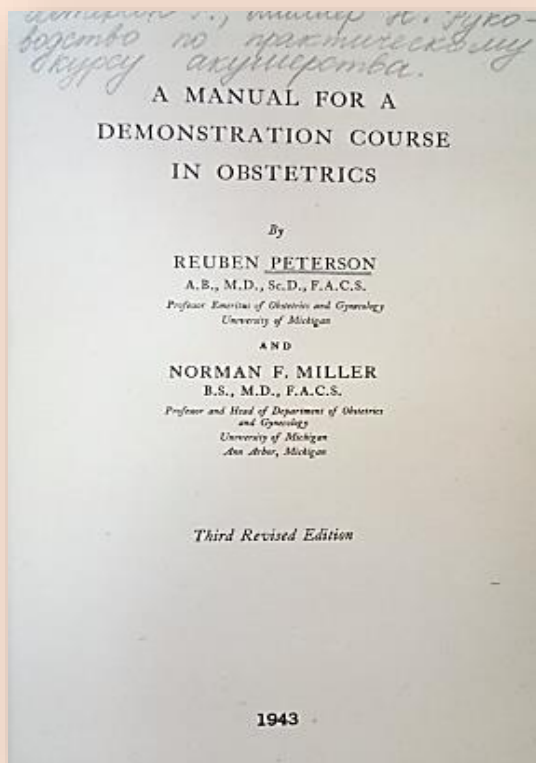 Миллер Н. Руко-
водство по практическому
курсу акушерства.
A MANUAL FOR A
DEMONSTRATION COURSE
IN OBSTETRICS
By
REUBEN PETERSON
A.B., M.D., Sc.D., F.A.C.S.
Professor Emeritus of Obstetrics and Gynecology
University of Michigan
AND
NORMAN F. MILLER
B.S., M.D., F.A.C.S.
Professor and Head of Department of Obstetrics
and Gynecology
University of Michigan
Ann Arbor, Michigan
Third Revised Edition
1943